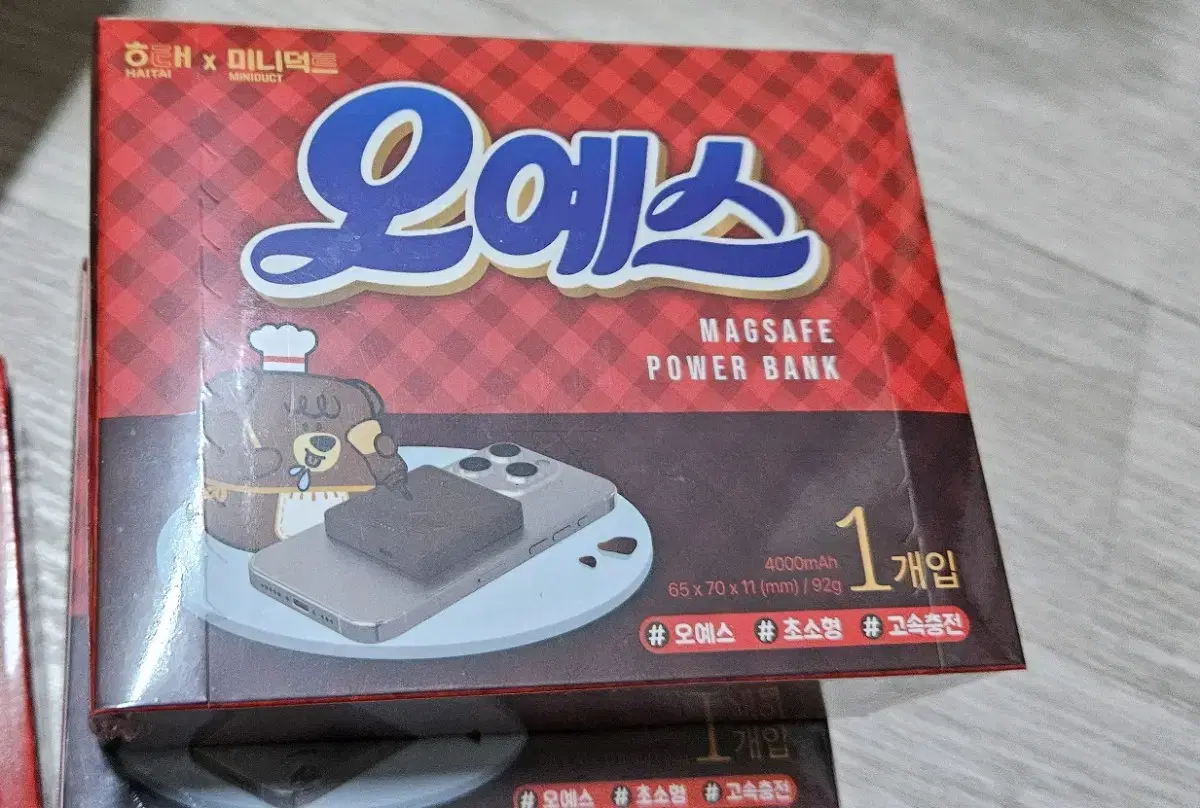 해태 x 미니덕트
HAITAI MINIDUCT
오예스
MAGSAFE
POWER BANK
4000mAh
65 x 70 x 11 (mm) / 92g
1개입
# 오예스 # 초소형 # 고속충전
1개입
# 오예스 # 초소형 # 고속충전